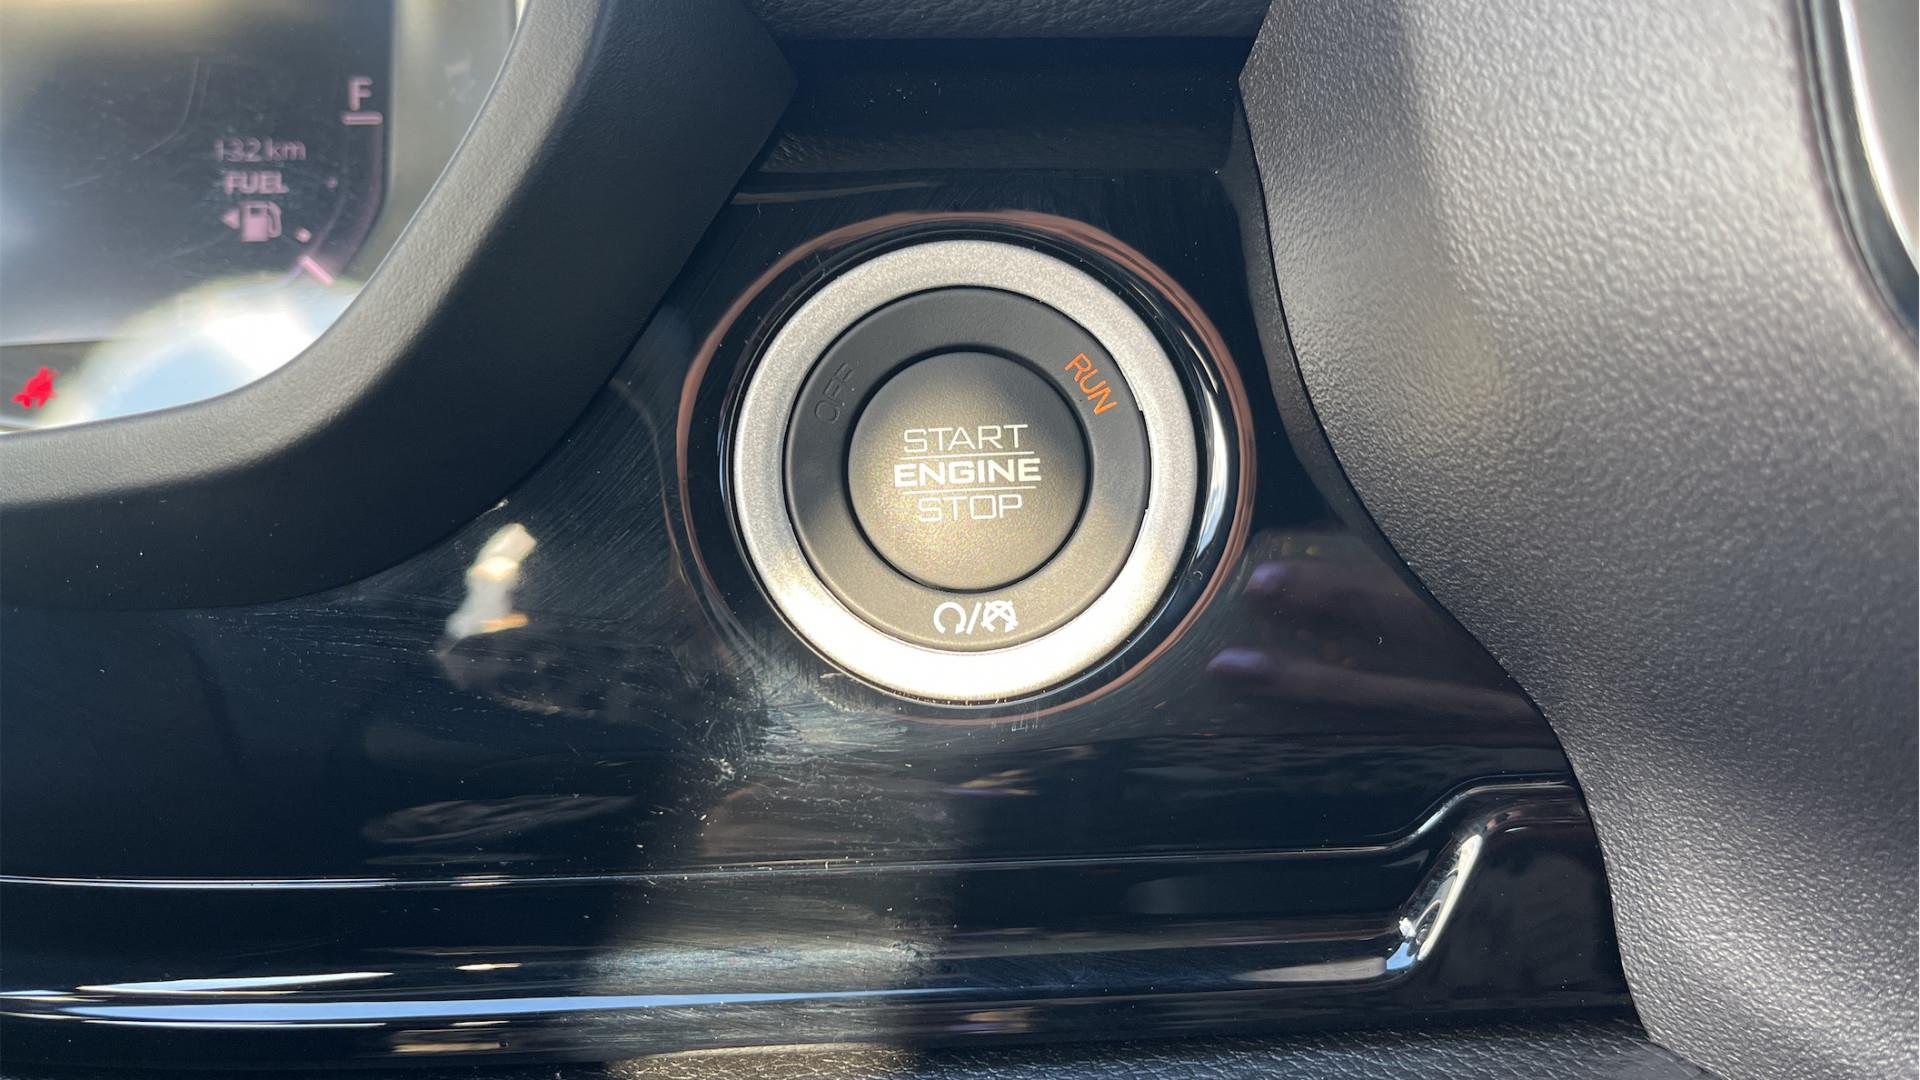 F
132 km
FUEL
OFF
RUN
START
ENGINE
STOP